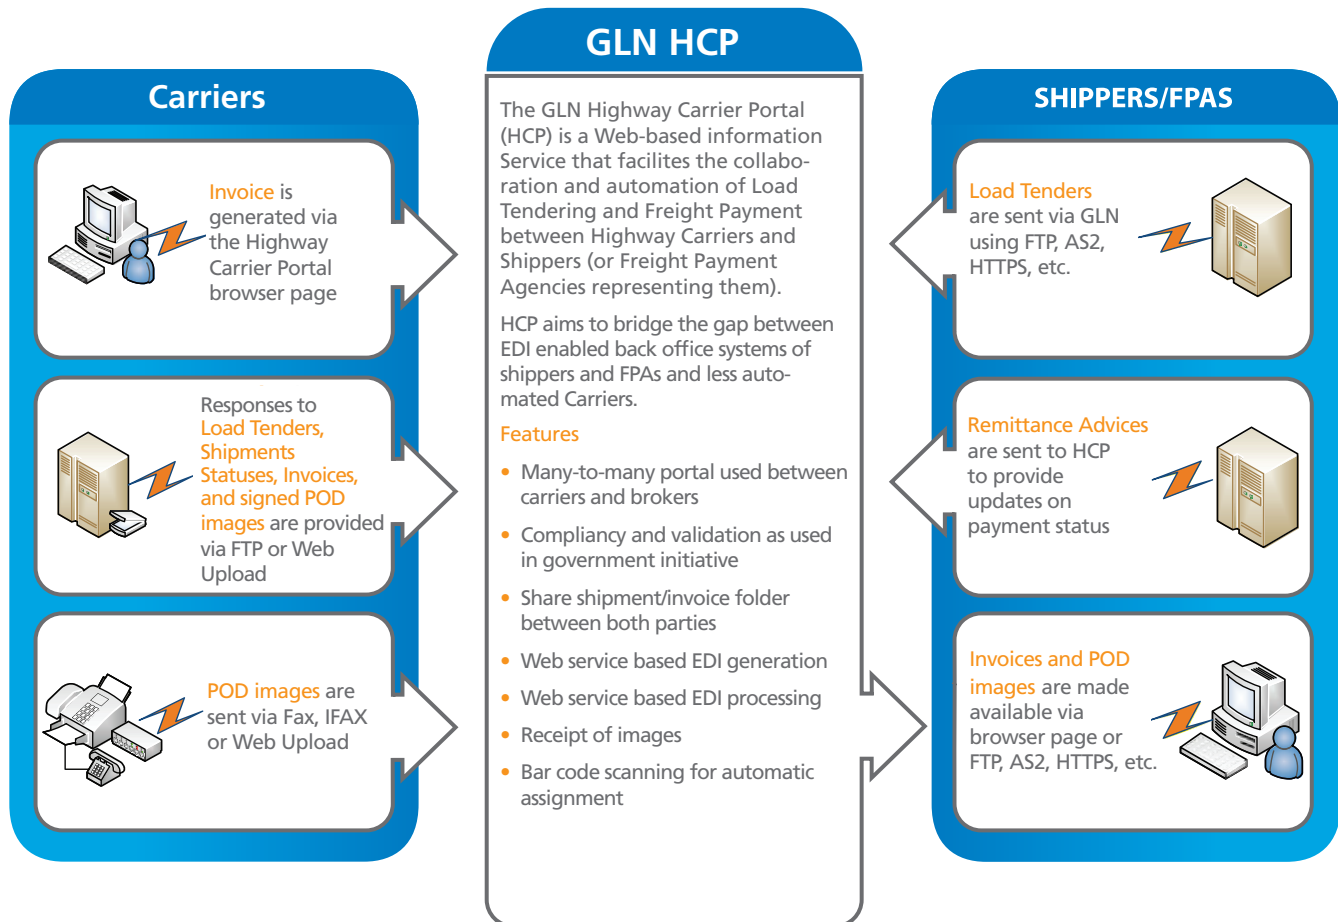 GLN HCP
Carriers
Invoice is
generated via
the Highway
Carrier Portal
browser page
Responses to
Load Tenders,
Shipments
Statuses, Invoices,
and signed POD
images are provided
via FTP or Web
Upload
POD images are
sent via Fax, IFAX
or Web Upload
The GLN Highway Carrier Portal
(HCP) is a Web-based information
Service that facilites the collabo-
ration and automation of Load
Tendering and Freight Payment
between Highway Carriers and
Shippers (or Freight Payment
Agencies representing them).
HCP aims to bridge the gap between
EDI enabled back office systems of
shippers and FPAs and less auto-
mated Carriers.
Features
• Many-to-many portal used between
carriers and brokers
• Compliancy and validation as used
in government initiative
• Share shipment/invoice folder
between both parties
• Web service based EDI generation
• Web service based EDI processing
• Receipt of images
• Bar code scanning for automatic
assignment
SHIPPERS/FPAS
Load Tenders
are sent via GLN
using FTP, AS2,
HTTPS, etc.
Remittance Advices
are sent to HCP
to provide
updates on
payment status
Invoices and POD
images are made
available via
browser page or
FTP, AS2, HTTPS, etc.